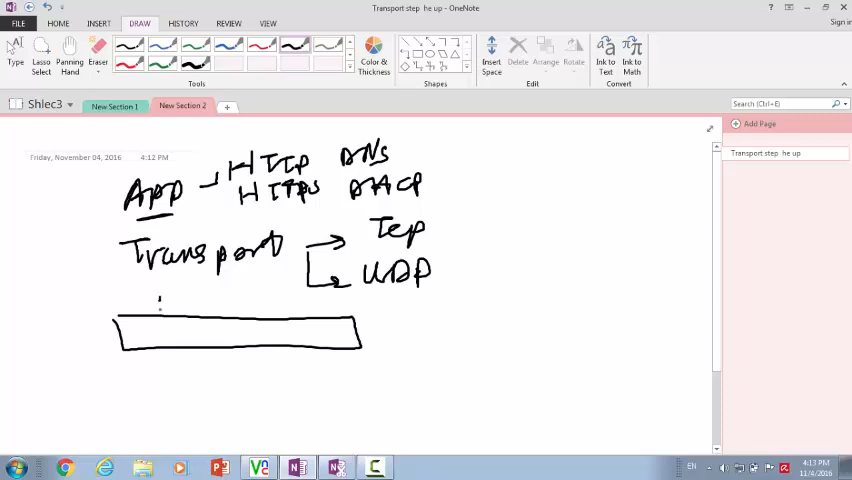 Transport step he up - OneNote
FILE HOME INSERT DRAW HISTORY REVIEW VIEW
Sign in
Type Lasso Select Panning Hand Eraser Color & Thickness Insert Space Delete Arrange Rotate Ink to Text Ink to Math
Tools Shapes Edit Convert
Shlec3 New Section 1 New Section 2 Search (Ctrl+E)
Add Page
Transport step he up
Friday, November 04, 2016 4:12 PM
HTTP DNS
APP HTTPS DHCP
Transport TCP
UDP
EN 4:13 PM
11/4/2016